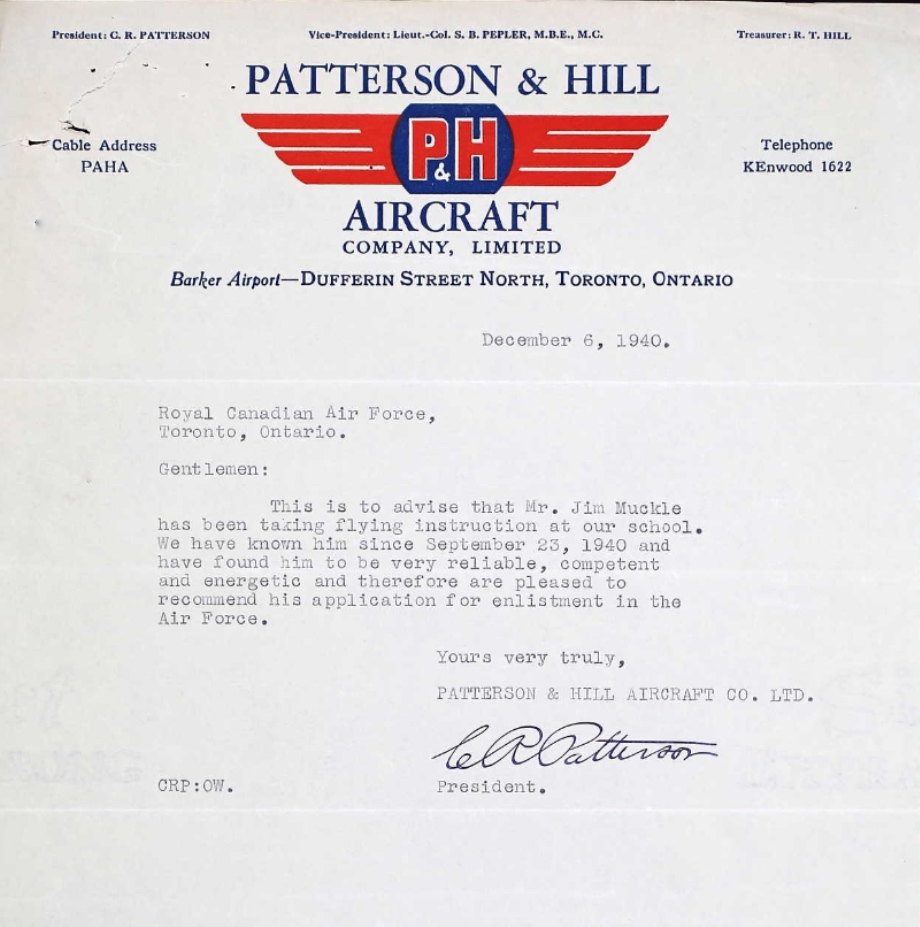 President: C. R. PATTERSON
Vice-President: Lieut.-Col. S. B. PEPLER, M.B.E., M.C.
Treasurer: R. T. HILL
PATTERSON & HILL
P&H
Cable Address
PAHA
Telephone
KEnwood 1622
AIRCRAFT
COMPANY, LIMITED
Barker Airport—DUFFERIN STREET NORTH, TORONTO, ONTARIO
December 6, 1940.
Royal Canadian Air Force,
Toronto, Ontario.
Gentlemen:
This is to advise that Mr. Jim Muckle
has been taking flying instruction at our school.
We have known him since September 23, 1940 and
have found him to be very reliable, competent
and energetic and therefore are pleased to
recommend his application for enlistment in the
Air Force.
Yours very truly,
PATTERSON & HILL AIRCRAFT CO. LTD.
C R Patterson
CRP:OW.
President.